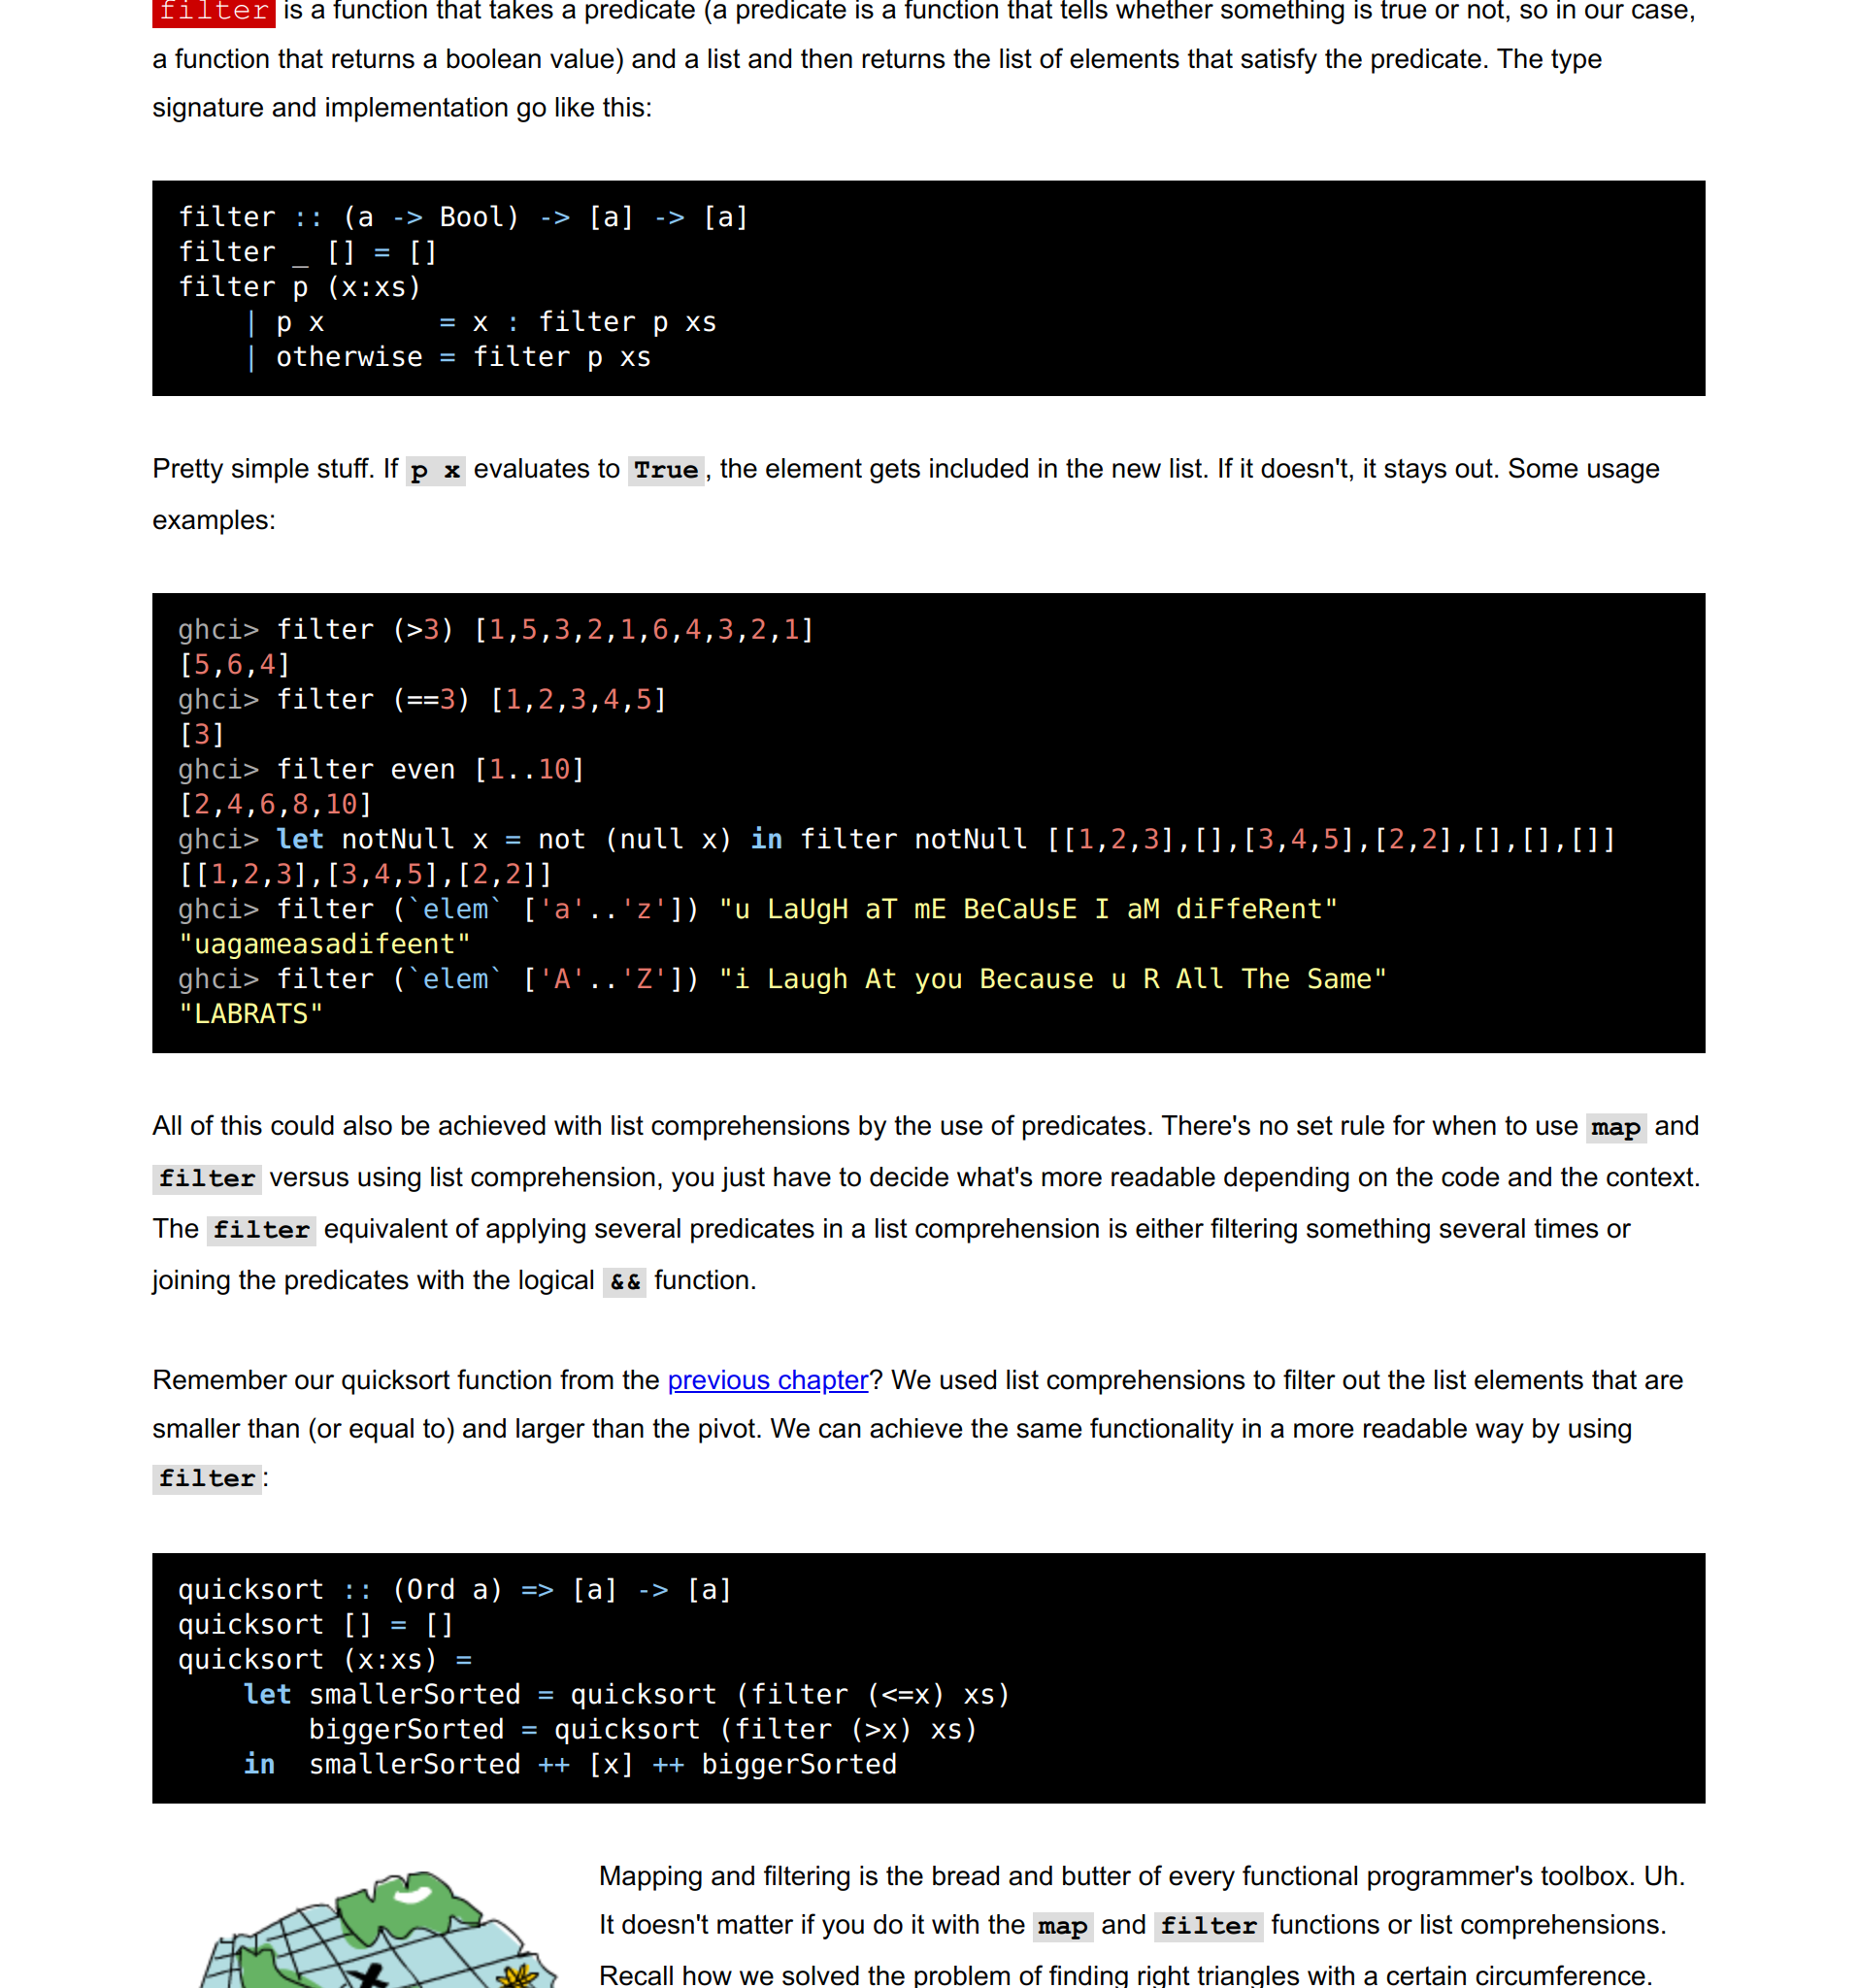 filter is a function that takes a predicate (a predicate is a function that tells whether something is true or not, so in our case,
a function that returns a boolean value) and a list and then returns the list of elements that satisfy the predicate. The type
signature and implementation go like this:
filter :: (a -> Bool) -> [a] -> [a]
filter _ [] = []
filter p (x:xs)
    | p x       = x : filter p xs
    | otherwise = filter p xs
Pretty simple stuff. If p x evaluates to True, the element gets included in the new list. If it doesn't, it stays out. Some usage
examples:
ghci> filter (>3) [1,5,3,2,1,6,4,3,2,1]
[5,6,4]
ghci> filter (==3) [1,2,3,4,5]
[3]
ghci> filter even [1..10]
[2,4,6,8,10]
ghci> let notNull x = not (null x) in filter notNull [[1,2,3],[],[3,4,5],[2,2],[],[],[]]
[[1,2,3],[3,4,5],[2,2]]
ghci> filter (`elem` ['a'..'z']) "u LaUgH aT mE BeCaUsE I aM diFfeRent"
"uagameasadifeent"
ghci> filter (`elem` ['A'..'Z']) "i Laugh At you Because u R All The Same"
"LABRATS"
All of this could also be achieved with list comprehensions by the use of predicates. There's no set rule for when to use map and
filter versus using list comprehension, you just have to decide what's more readable depending on the code and the context.
The filter equivalent of applying several predicates in a list comprehension is either filtering something several times or
joining the predicates with the logical && function.
Remember our quicksort function from the previous chapter? We used list comprehensions to filter out the list elements that are
smaller than (or equal to) and larger than the pivot. We can achieve the same functionality in a more readable way by using
filter:
quicksort :: (Ord a) => [a] -> [a]
quicksort [] = []
quicksort (x:xs) =
    let smallerSorted = quicksort (filter (<=x) xs)
        biggerSorted = quicksort (filter (>x) xs)
    in  smallerSorted ++ [x] ++ biggerSorted
Mapping and filtering is the bread and butter of every functional programmer's toolbox. Uh.
It doesn't matter if you do it with the map and filter functions or list comprehensions.
Recall how we solved the problem of finding right triangles with a certain circumference.